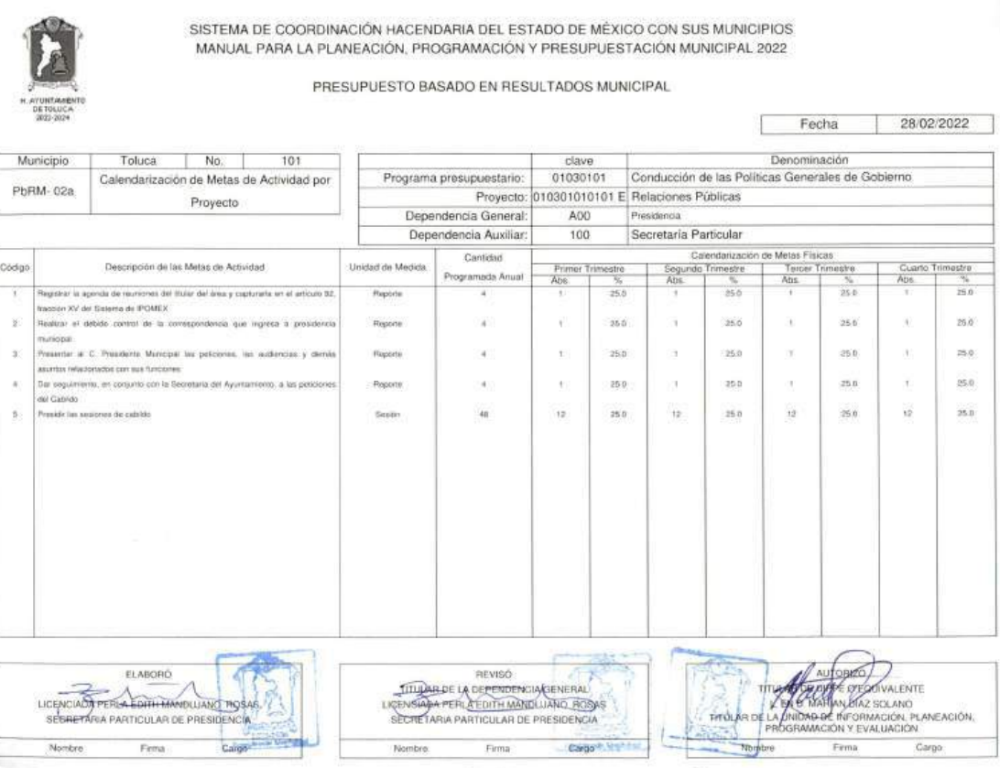 SISTEMA DE COORDINACIÓN HACENDARIA DEL ESTADO DE MÉXICO CON SUS MUNICIPIOS
MANUAL PARA LA PLANEACIÓN, PROGRAMACIÓN Y PRESUPUESTACIÓN MUNICIPAL 2022
PRESUPUESTO BASADO EN RESULTADOS MUNICIPAL
H. AYUNTAMIENTO
DE TOLUCA
2022-2024
Fecha 28/02/2022
Municipio Toluca No. 101
PbRM- 02a Calendarización de Metas de Actividad por
Proyecto
clave Denominación
Programa presupuestario: 01030101 Conducción de las Políticas Generales de Gobierno
Proyecto: 010301010101 E Relaciones Públicas
Dependencia General: A00 Presidencia
Dependencia Auxiliar: 100 Secretaría Particular
Código Descripción de las Metas de Actividad Unidad de Medida Cantidad Programada Anual Calendarización de Metas Físicas
Primer Trimestre Segundo Trimestre Tercer Trimestre Cuarto Trimestre
Abs. % Abs. % Abs. % Abs. %
1 Registrar la agenda de reuniones del titular del área y capturarla en el artículo 92, Reporte 4 1 25.0 1 25.0 1 25.0 1 25.0
fracción XV del Sistema de IPOMEX
2 Realizar el debido control de la correspondencia que ingresa a presidencia Reporte 4 1 25.0 1 25.0 1 25.0 1 25.0
municipal
3 Presentar al C. Presidente Municipal las peticiones, las audiencias y demás Reporte 4 1 25.0 1 25.0 1 25.0 1 25.0
asuntos relacionados con sus funciones
4 Dar seguimiento, en conjunto con la Secretaría del Ayuntamiento, a las peticiones Reporte 4 1 25.0 1 25.0 1 25.0 1 25.0
del Cabildo
5 Presidir las sesiones de cabildo Sesión 48 12 25.0 12 25.0 12 25.0 12 25.0
ELABORÓ
LICENCIADA PERLA EDITH MANDUJANO ROSAS
SECRETARIA PARTICULAR DE PRESIDENCIA
Nombre Firma Cargo
REVISÓ
TITULAR DE LA DEPENDENCIA GENERAL
LICENCIADA PERLA EDITH MANDUJANO ROSAS
SECRETARIA PARTICULAR DE PRESIDENCIA
Nombre Firma Cargo
AUTORIZÓ
TITULAR DE UIPPE O EQUIVALENTE
MARIAN DIAZ SOLANO
TITULAR DE LA UNIDAD DE INFORMACIÓN, PLANEACIÓN,
PROGRAMACIÓN Y EVALUACIÓN
Nombre Firma Cargo